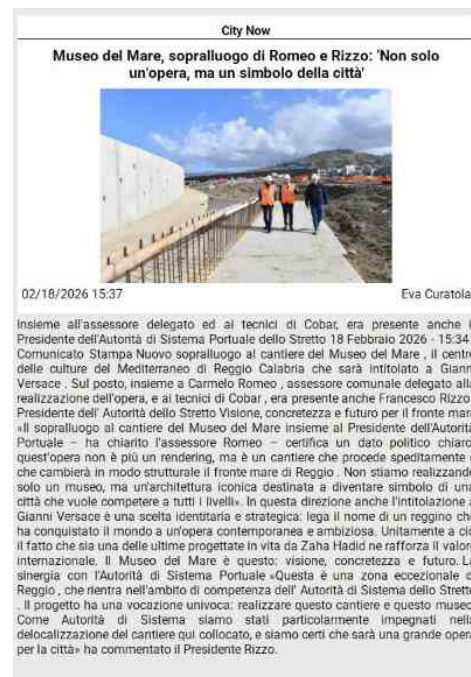 City Now
Museo del Mare, sopralluogo di Romeo e Rizzo: 'Non solo
un'opera, ma un simbolo della città'
02/18/2026 15:37
Eva Curatola
Insieme all'assessore delegato ed ai tecnici di Cobar, era presente anche
Presidente dell'Autorità di Sistema Portuale dello Stretto 18 Febbraio 2026 - 15:34
Comunicato Stampa Nuovo sopralluogo al cantiere del Museo del Mare , il centro
delle culture del Mediterraneo di Reggio Calabria che sarà intitolato a Gianni
Versace . Sul posto, insieme a Carmelo Romeo , assessore comunale delegato alla
realizzazione dell'opera, e ai tecnici di Cobar , era presente anche Francesco Rizzo
Presidente dell' Autorità dello Stretto Visione, concretezza e futuro per il fronte mare
«Il sopralluogo al cantiere del Museo del Mare insieme al Presidente dell'Autorità
Portuale – ha chiarito l'assessore Romeo – certifica un dato politico chiaro:
quest'opera non è più un rendering, ma è un cantiere che procede speditamente e
che cambierà in modo strutturale il fronte mare di Reggio . Non stiamo realizzando
solo un museo, ma un'architettura iconica destinata a diventare simbolo di una
città che vuole competere a tutti i livelli». In questa direzione anche l'intitolazione a
Gianni Versace è una scelta identitaria e strategica: lega il nome di un reggino che
ha conquistato il mondo a un'opera contemporanea e ambiziosa. Unitamente a ciò
il fatto che sia una delle ultime progettate in vita da Zaha Hadid ne rafforza il valore
internazionale. Il Museo del Mare è questo: visione, concretezza e futuro. La
sinergia con l'Autorità di Sistema Portuale «Questa è una zona eccezionale di
Reggio , che rientra nell'ambito di competenza dell' Autorità di Sistema dello Stretto
. Il progetto ha una vocazione univoca: realizzare questo cantiere e questo museo.
Come Autorità di Sistema siamo stati particolarmente impegnati nella
delocalizzazione del cantiere qui collocato, e siamo certi che sarà una grande opera
per la città» ha commentato il Presidente Rizzo.